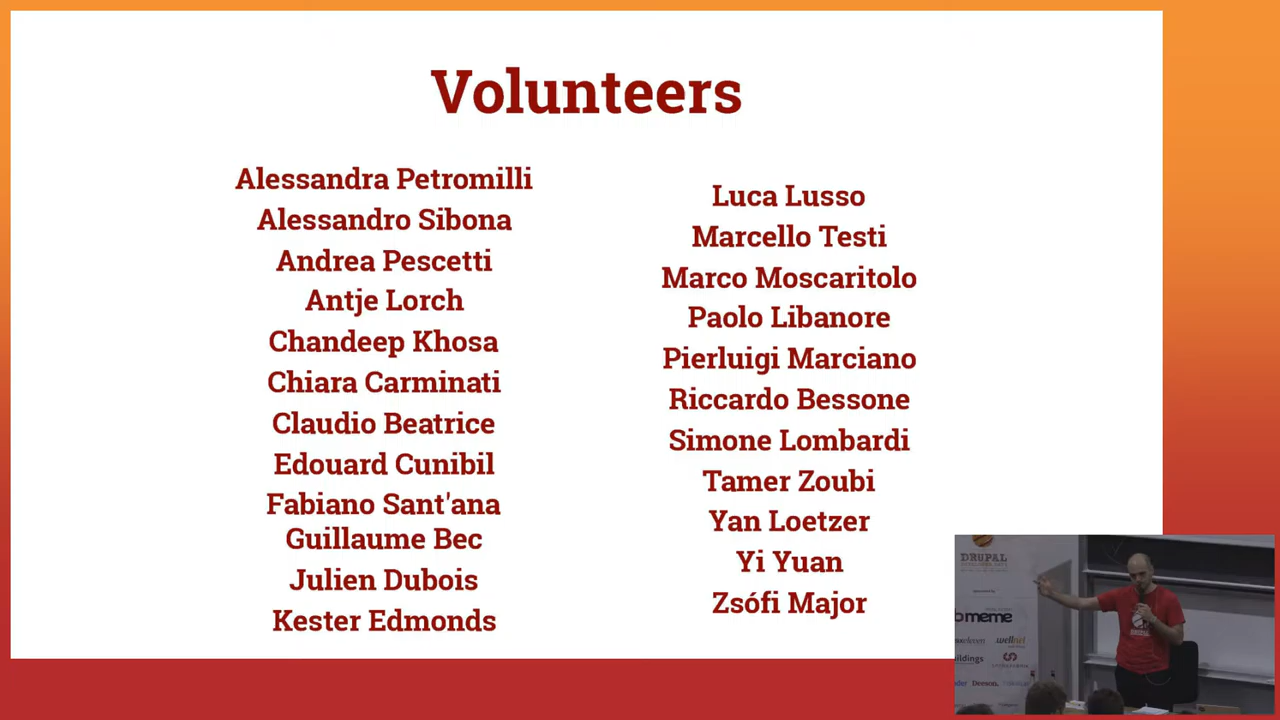 Volunteers
Alessandra Petromilli
Alessandro Sibona
Andrea Pescetti
Antje Lorch
Chandeep Khosa
Chiara Carminati
Claudio Beatrice
Edouard Cunibil
Fabiano Sant'ana
Guillaume Bec
Julien Dubois
Kester Edmonds
Luca Lusso
Marcello Testi
Marco Moscaritolo
Paolo Libanore
Pierluigi Marciano
Riccardo Bessone
Simone Lombardi
Tamer Zoubi
Yan Loetzer
Yi Yuan
Zsófi Major
DRUPAL
meme
Deeson.